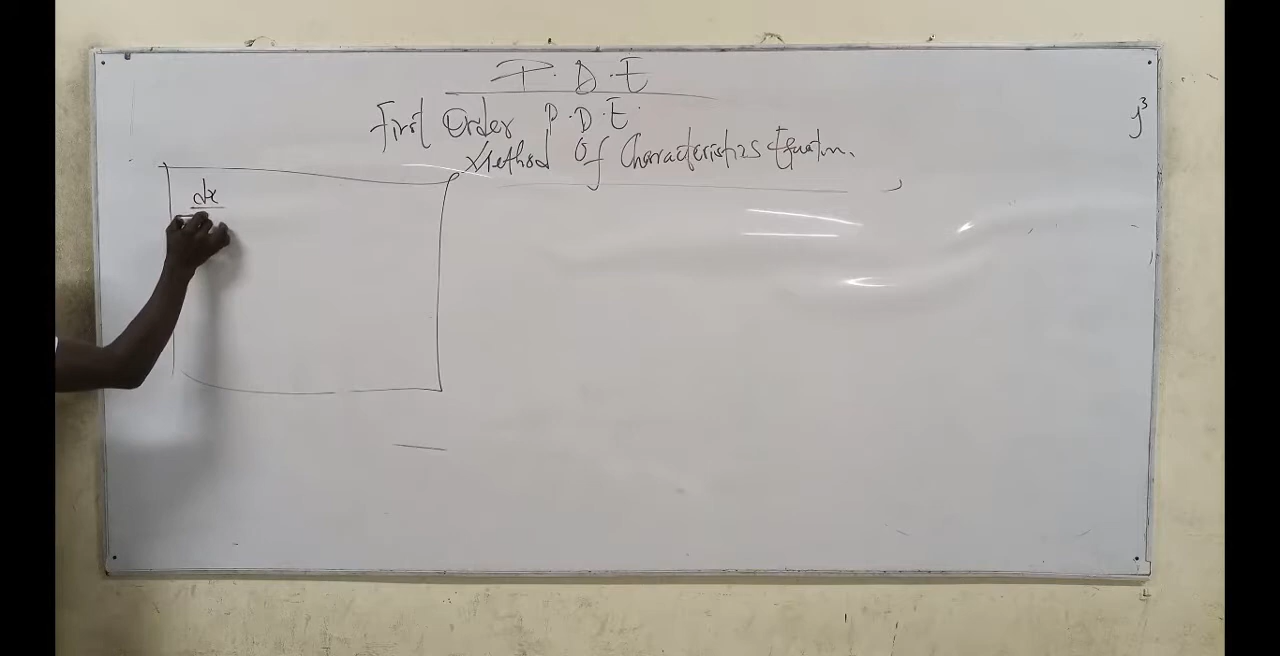 P.D.E
First Order P.D.E.
Method Of Characteristics Equation.
dx